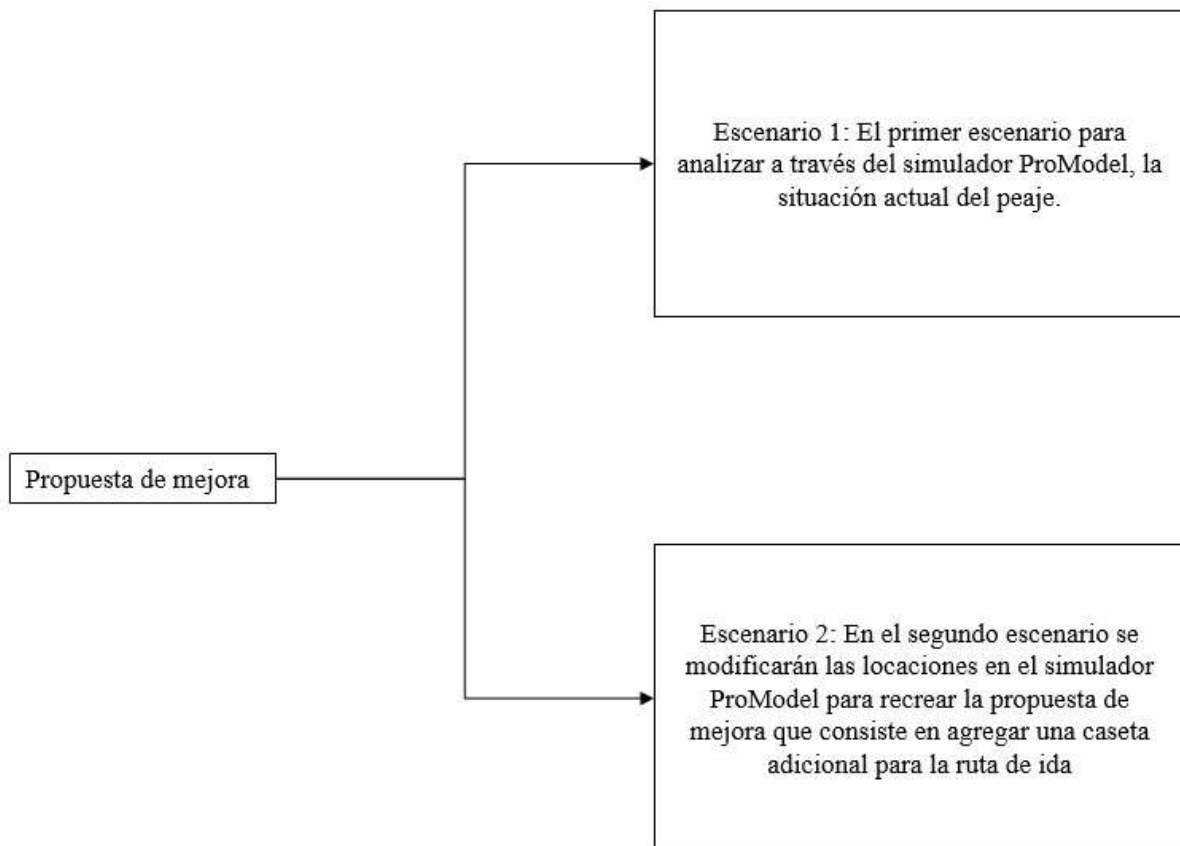 Escenario 1: El primer escenario para
analizar a través del simulador ProModel, la
situación actual del peaje.
Propuesta de mejora
Escenario 2: En el segundo escenario se
modificarán las locaciones en el simulador
ProModel para recrear la propuesta de
mejora que consiste en agregar una caseta
adicional para la ruta de ida